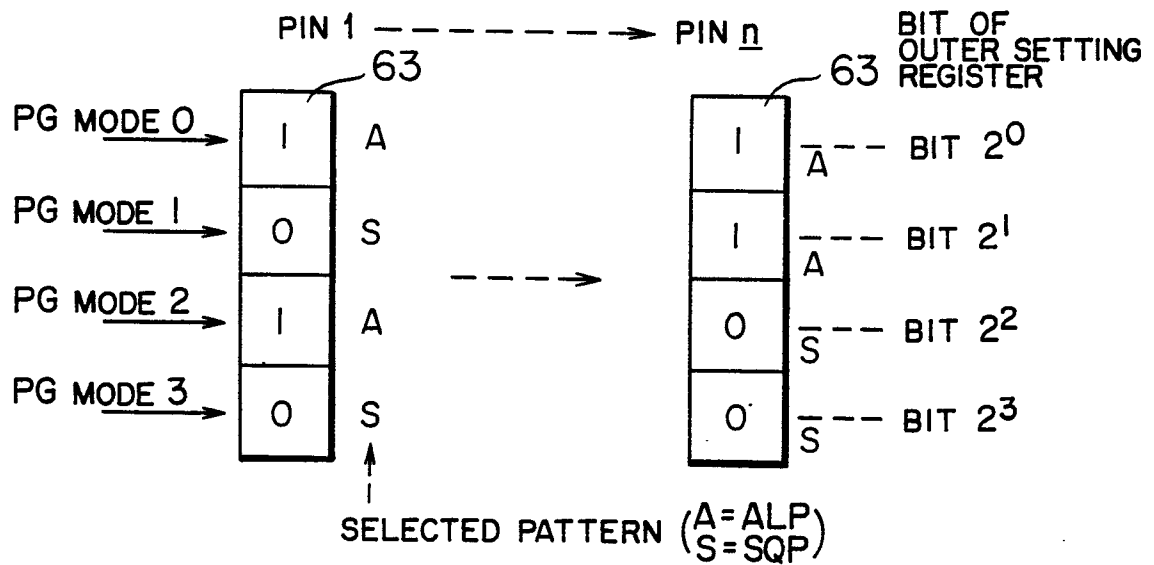 PIN 1 PIN n
BIT OF
OUTER SETTING
REGISTER
63 63
PG MODE 0 1 A 1 A BIT 2⁰
PG MODE 1 0 S 1 A BIT 2¹
PG MODE 2 1 A 0 S BIT 2²
PG MODE 3 0 S 0 S BIT 2³
SELECTED PATTERN (A=ALP
S=SQP)